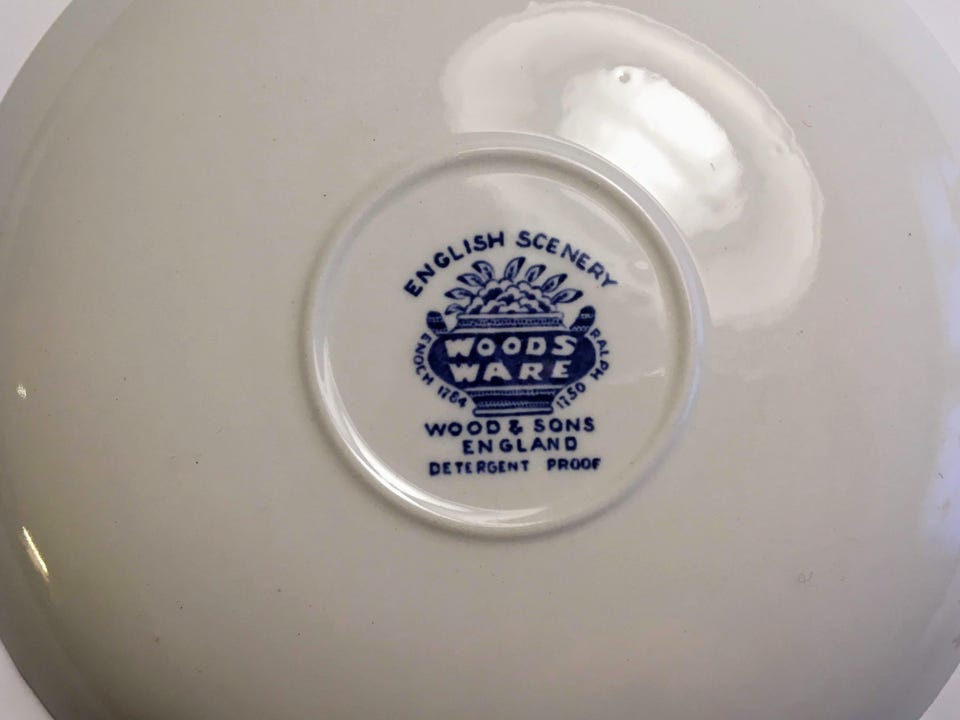 ENGLISH SCENERY
WOODS
WARE
ENOCH 1784
RALPH 1750
WOOD & SONS
ENGLAND
DETERGENT PROOF